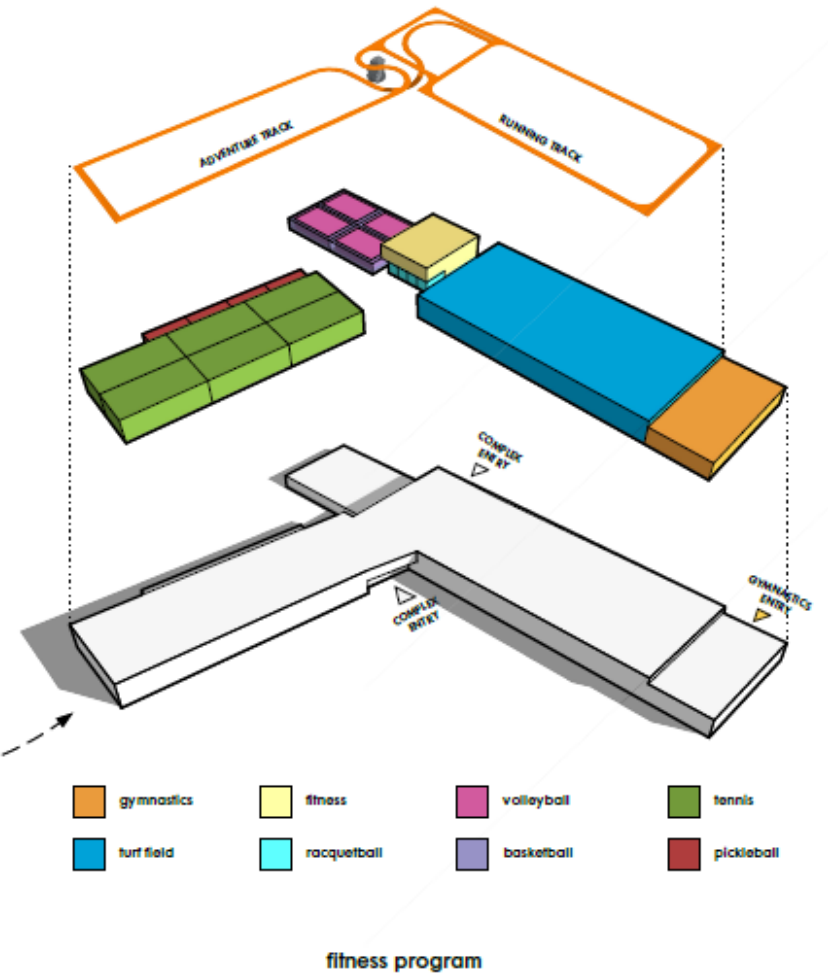 ADVENTURE TRACK
RUNNING TRACK
COMPLEX
ENTRY
COMPLEX
ENTRY
GYMNASTICS
ENTRY
gymnastics
fitness
volleyball
tennis
turf field
racquetball
basketball
pickleball
fitness program